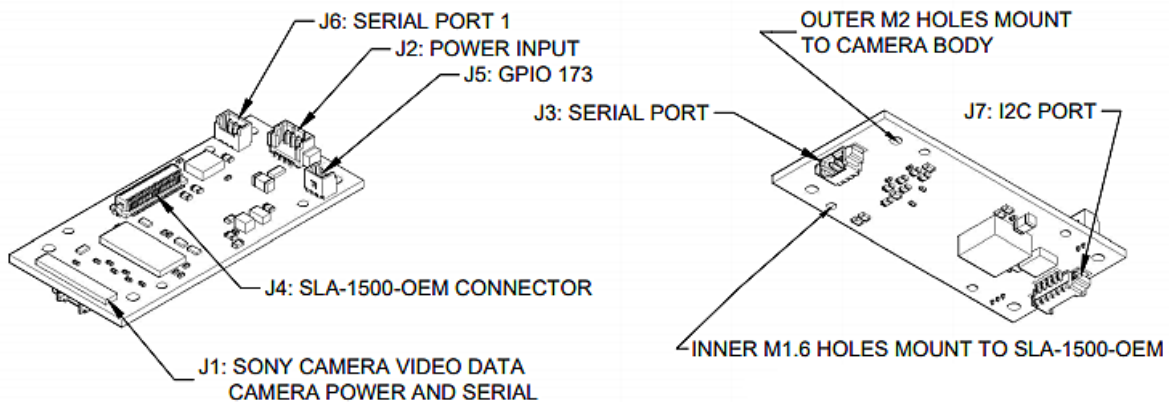 J6: SERIAL PORT 1
J2: POWER INPUT
J5: GPIO 173
J4: SLA-1500-OEM CONNECTOR
J1: SONY CAMERA VIDEO DATA
CAMERA POWER AND SERIAL
OUTER M2 HOLES MOUNT
TO CAMERA BODY
J3: SERIAL PORT
J7: I2C PORT
INNER M1.6 HOLES MOUNT TO SLA-1500-OEM